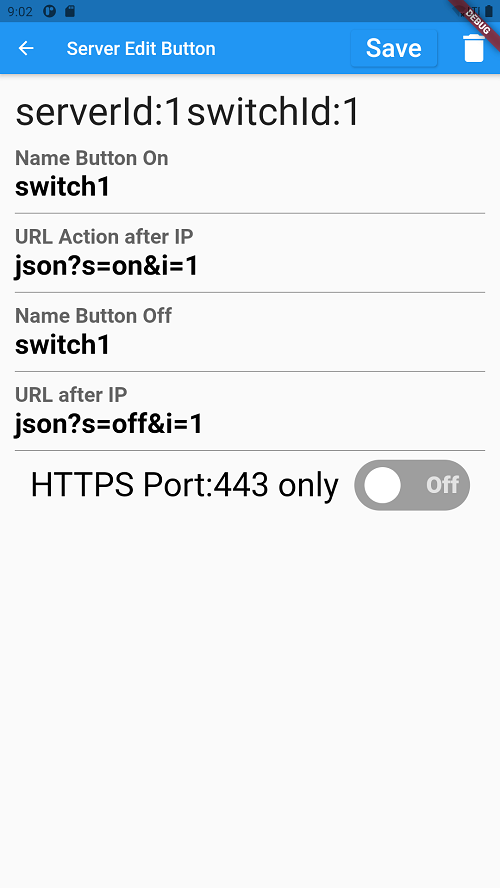 9:02
DEBUG
Server Edit Button
Save
serverId:1switchId:1
Name Button On
switch1
URL Action after IP
json?s=on&i=1
Name Button Off
switch1
URL after IP
json?s=off&i=1
HTTPS Port:443 only
Off